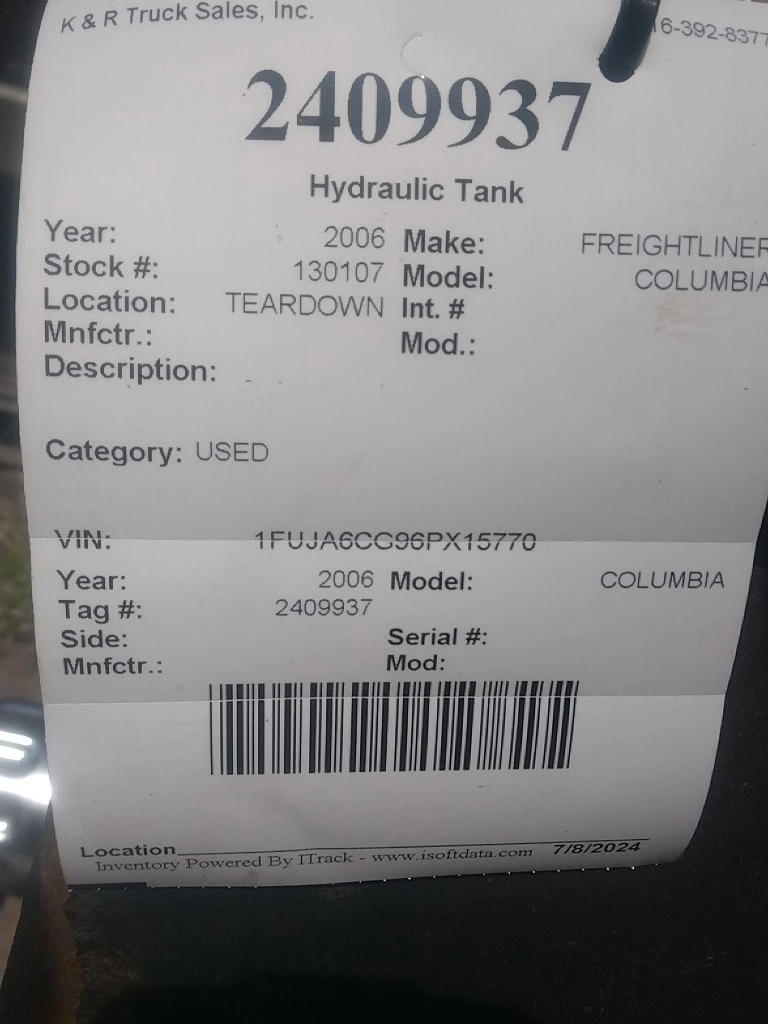 K & R Truck Sales, Inc. 16-392-8377
2409937
Hydraulic Tank
Year: 2006 Make: FREIGHTLINER
Stock #: 130107 Model: COLUMBIA
Location: TEARDOWN Int. #
Mnfctr.: Mod.:
Description:
Category: USED
VIN: 1FUJA6CG96PX15770
Year: 2006 Model: COLUMBIA
Tag #: 2409937
Side: Serial #:
Mnfctr.: Mod:
Location 7/8/2024
Inventory Powered By ITrack - www.isoftdata.com